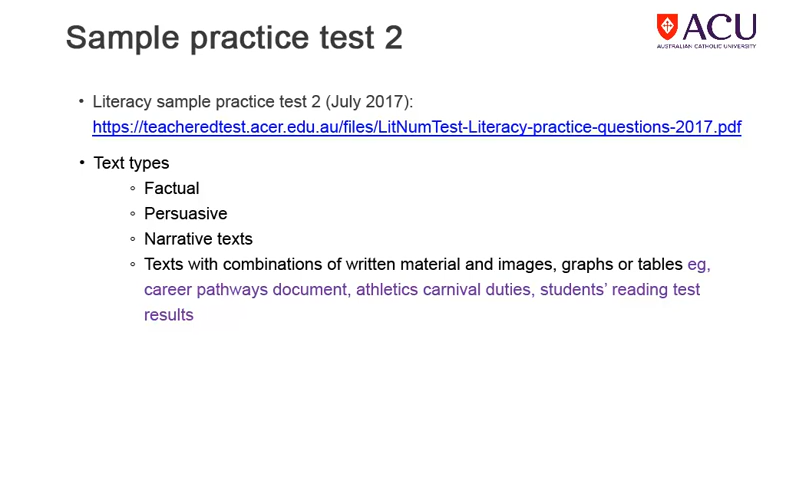 Sample practice test 2
ACU
AUSTRALIAN CATHOLIC UNIVERSITY
• Literacy sample practice test 2 (July 2017):
https://teacheredtest.acer.edu.au/files/LitNumTest-Literacy-practice-questions-2017.pdf
• Text types
◦ Factual
◦ Persuasive
◦ Narrative texts
◦ Texts with combinations of written material and images, graphs or tables eg,
career pathways document, athletics carnival duties, students’ reading test
results